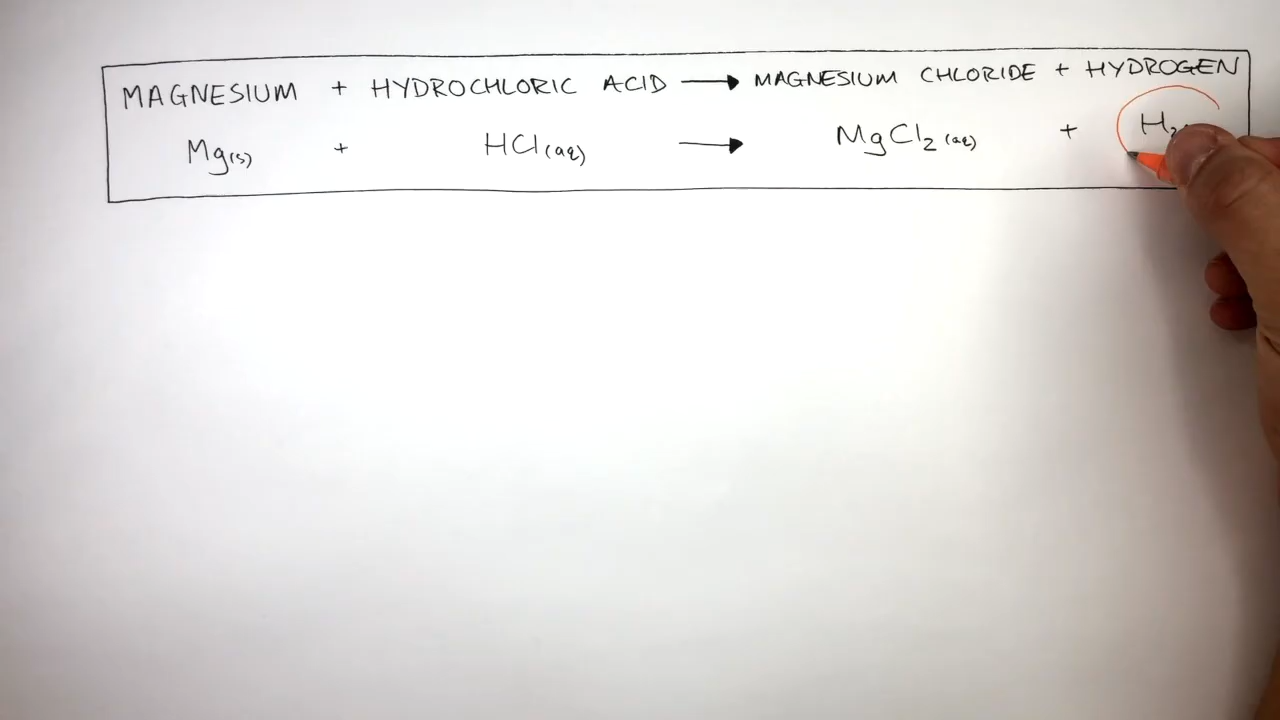 MAGNESIUM + HYDROCHLORIC ACID → MAGNESIUM CHLORIDE + HYDROGEN
Mg(s) + HCl(aq) → MgCl₂(aq) + H₂